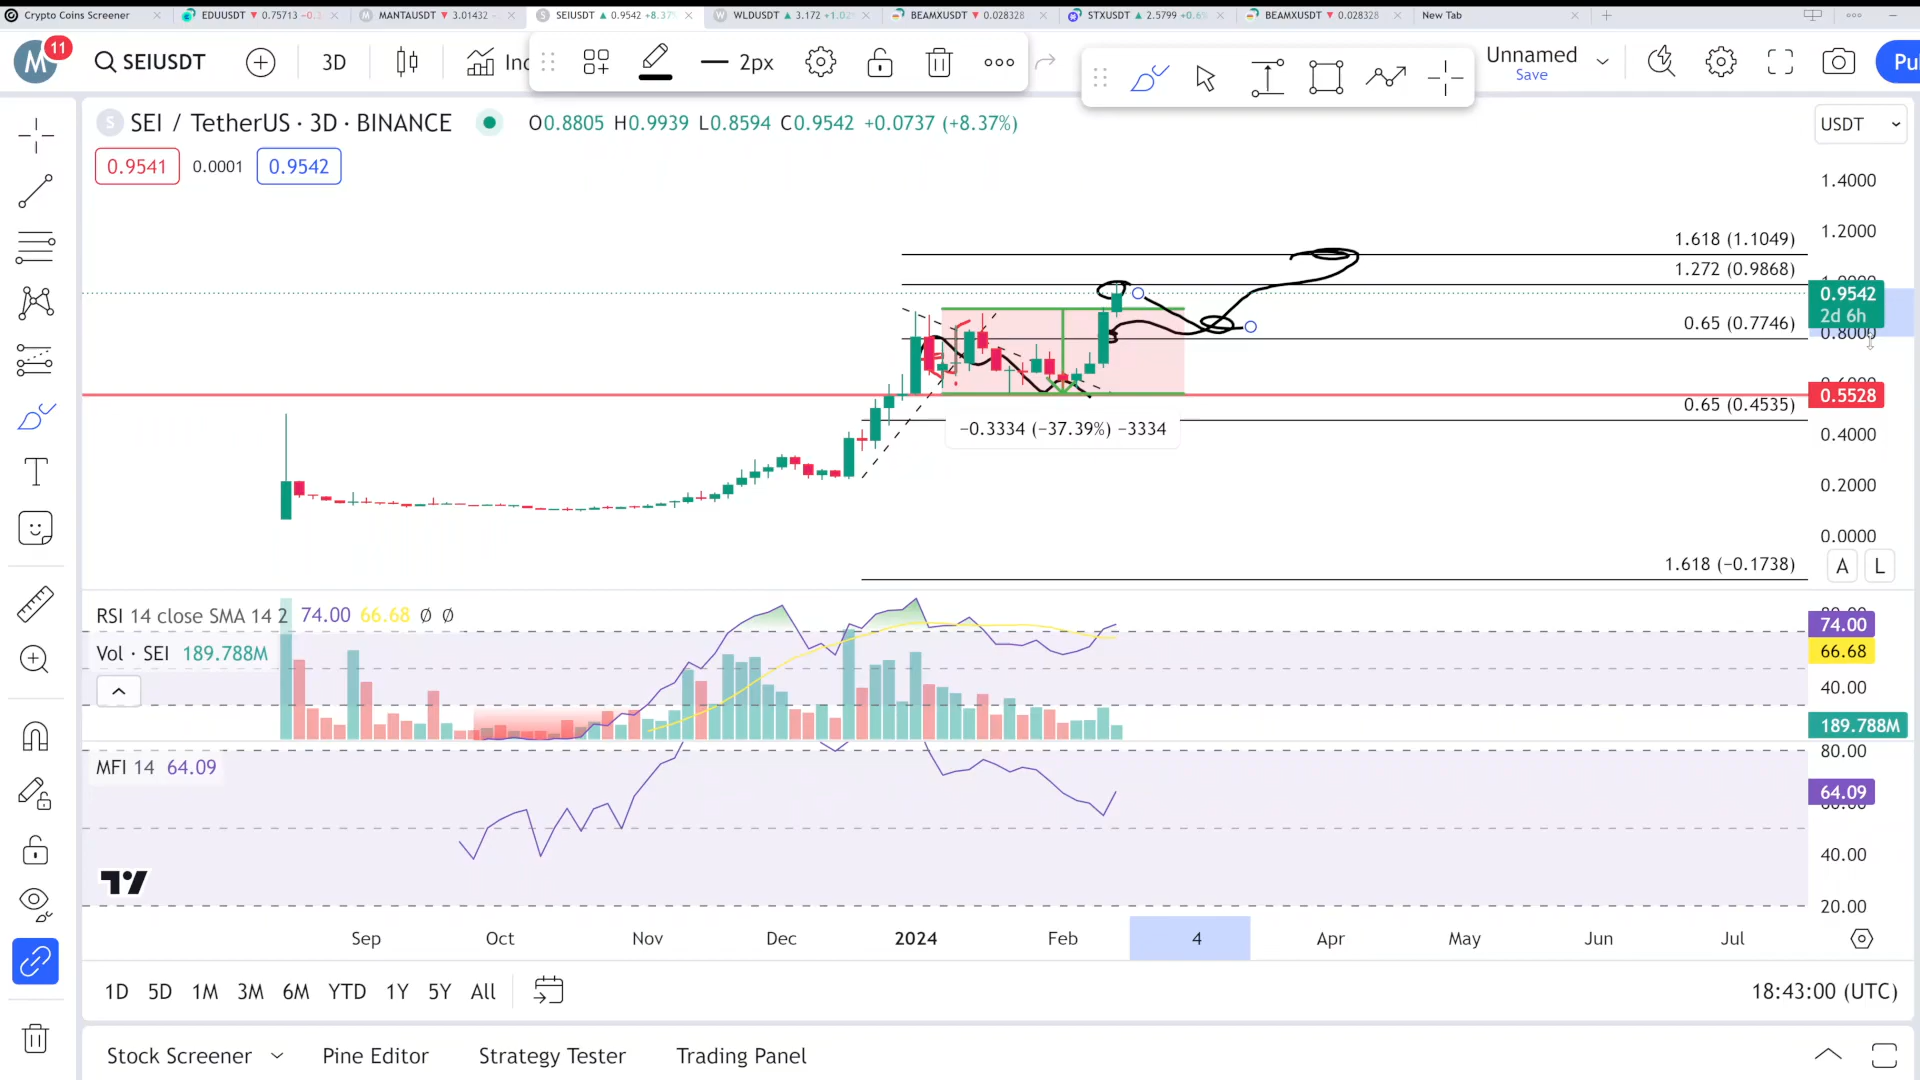 Crypto Coins Screener
EDUUSDT ▼ 0.75713 −0.
MANTAUSDT ▼ 3.01432 −
SEIUSDT ▲ 0.9542 +8.37%
WLDUSDT ▲ 3.172 +1.02
BEAMXUSDT ▼ 0.028328
STXUSDT ▲ 2.5799 +0.6
BEAMXUSDT ▼ 0.028328
New Tab
M 11
SEIUSDT
3D
Inc
2px
Unnamed
Save
Pu
S SEI / TetherUS · 3D · BINANCE
O0.8805 H0.9939 L0.8594 C0.9542 +0.0737 (+8.37%)
USDT
0.9541 0.0001 0.9542
1.4000
1.2000
1.618 (1.1049)
1.272 (0.9868)
0.9542
2d 6h
0.65 (0.7746)
0.8000
0.5528
0.65 (0.4535)
−0.3334 (−37.39%) −3334
0.4000
0.2000
0.0000
1.618 (−0.1738)
A L
RSI 14 close SMA 14 2 74.00 66.68 ∅ ∅
74.00
66.68
Vol · SEI 189.788M
40.00
189.788M
80.00
MFI 14 64.09
64.09
40.00
20.00
Sep Oct Nov Dec 2024 Feb 4 Apr May Jun Jul
1D 5D 1M 3M 6M YTD 1Y 5Y All
18:43:00 (UTC)
Stock Screener Pine Editor Strategy Tester Trading Panel